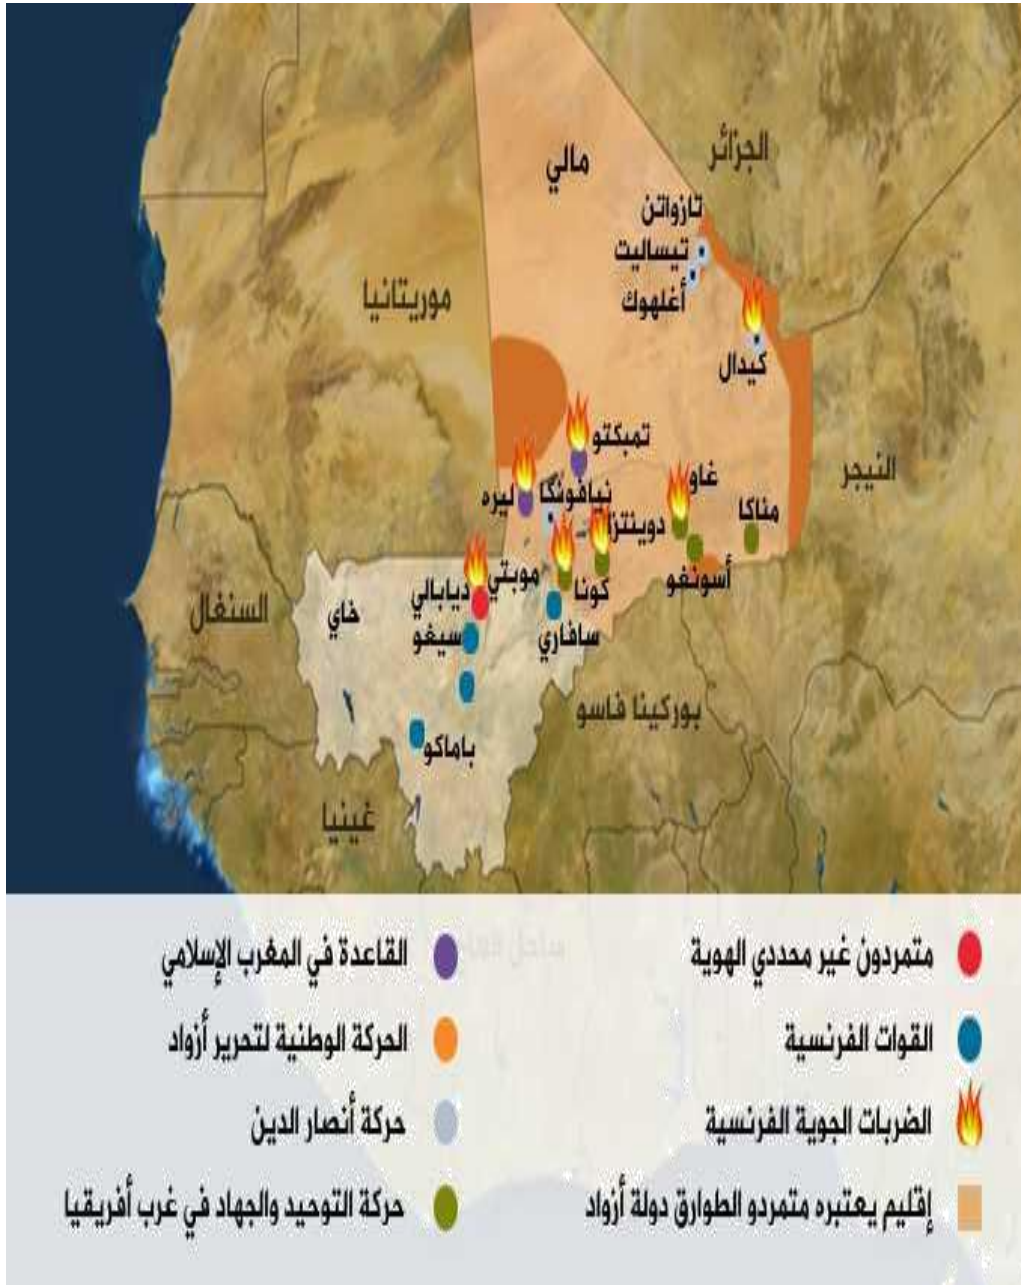 الجزائر
مالي
تازواتن
تيساليت
أغلهوك
موريتانيا
كيدال
تمبكتو
النيجر
غاو
نيافونكا
ليره
مناكا
دوينتزا
أسونغو
موبتي
كونا
ديابالي
السنغال
خاي
سيغو
سافاري
بوركينا فاسو
باماكو
غينيا
متمردون غير محددي الهوية
القوات الفرنسية
الضربات الجوية الفرنسية
إقليم يعتبره متمردو الطوارق دولة أزواد
القاعدة في المغرب الإسلامي
الحركة الوطنية لتحرير أزواد
حركة أنصار الدين
حركة التوحيد والجهاد في غرب أفريقيا